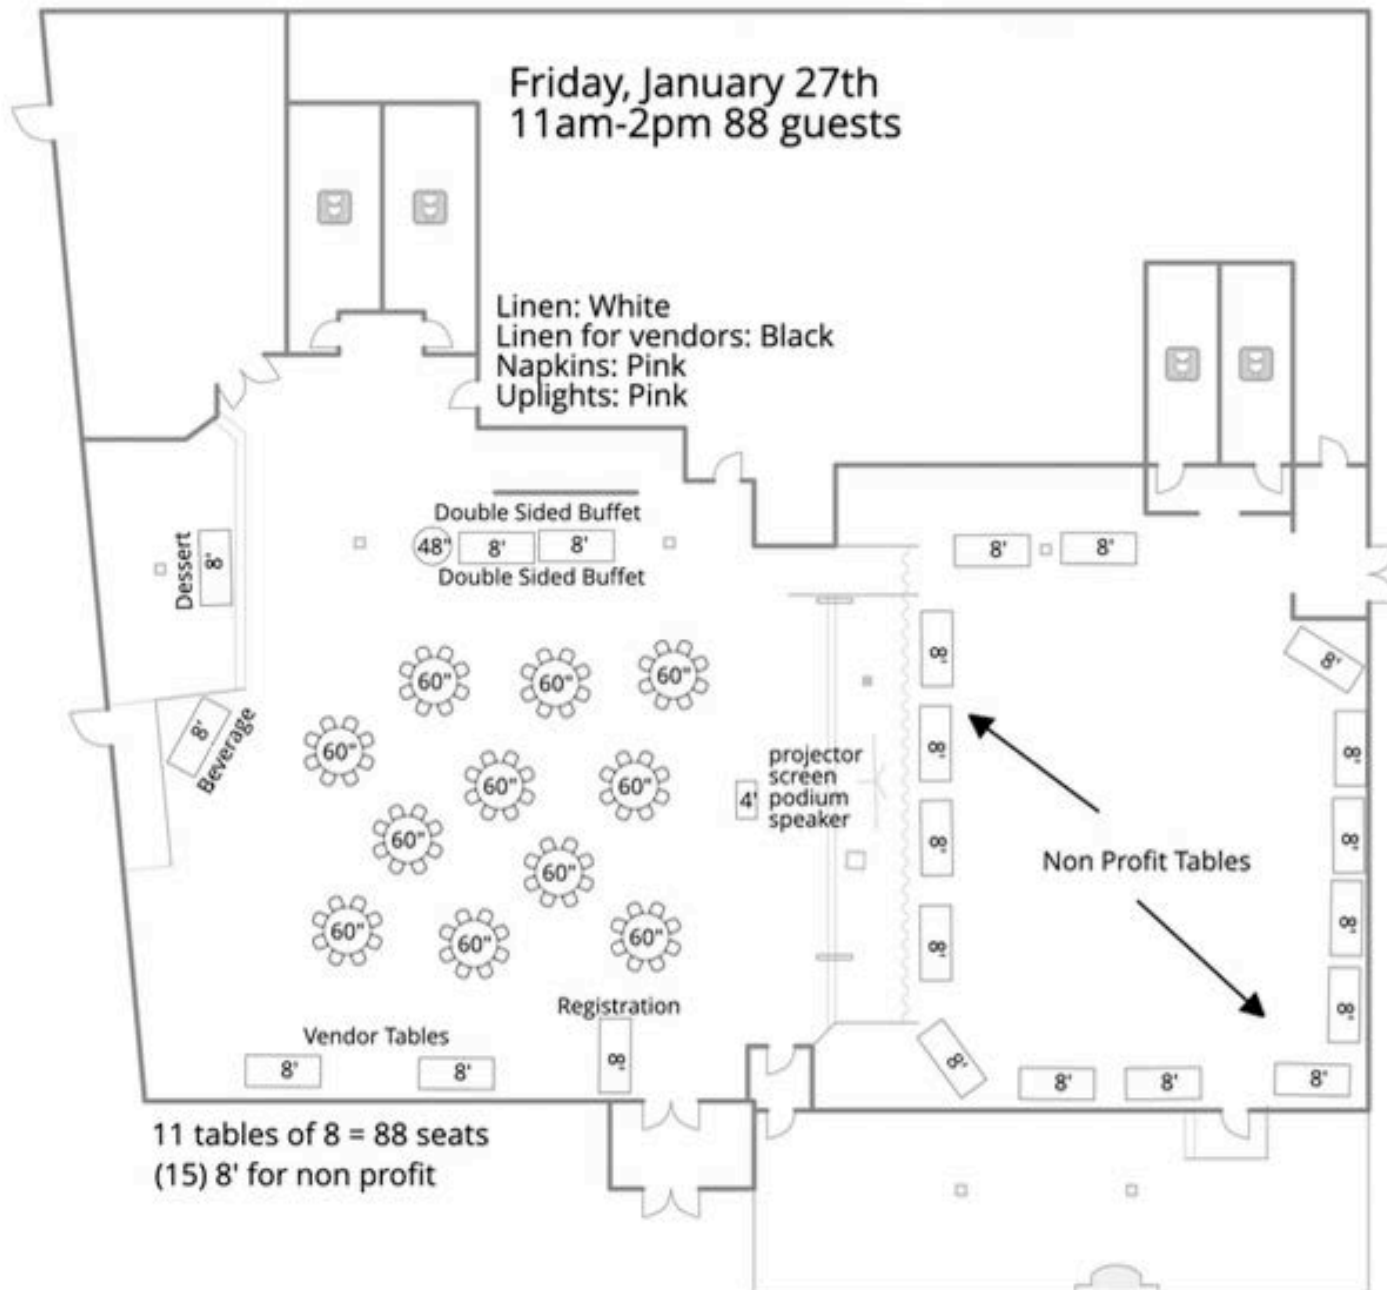 Friday, January 27th
11am-2pm 88 guests
Linen: White
Linen for vendors: Black
Napkins: Pink
Uplights: Pink
Double Sided Buffet
48"
8'
8'
Double Sided Buffet
Dessert
8'
8'
Beverage
8'
8'
60"
60"
60"
60"
60"
60"
60"
60"
60"
60"
60"
4'
projector
screen
podium
speaker
8'
8'
8'
8'
8'
8'
8'
8'
8'
Non Profit Tables
8'
8'
8'
8'
Registration
8'
Vendor Tables
8'
8'
11 tables of 8 = 88 seats
(15) 8' for non profit